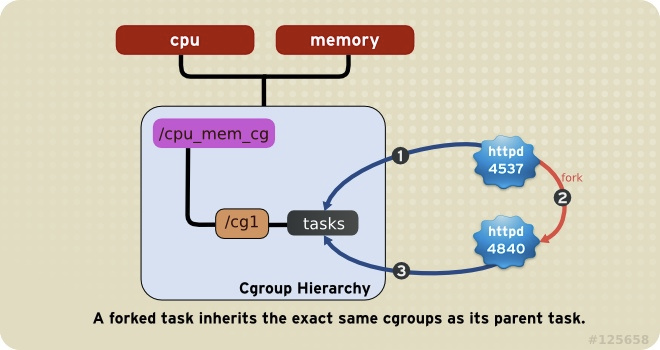 cpu
memory
/cpu_mem_cg
1
httpd
4537
fork
2
/cg1
tasks
httpd
4840
3
Cgroup Hierarchy
A forked task inherits the exact same cgroups as its parent task.
#125658